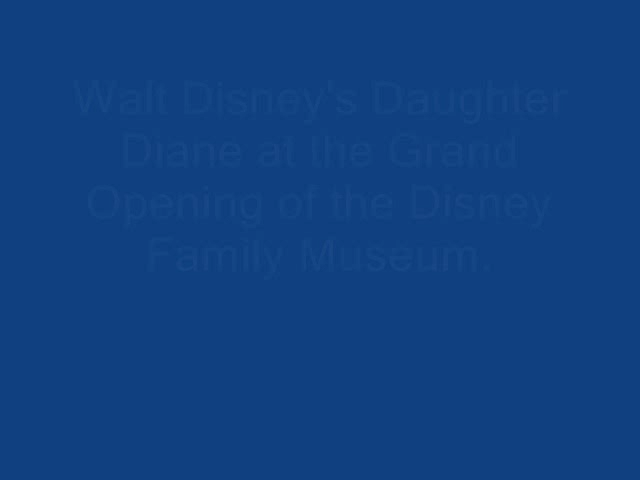 Walt Disney's Daughter
Diane at the Grand
Opening of the Disney
Family Museum.